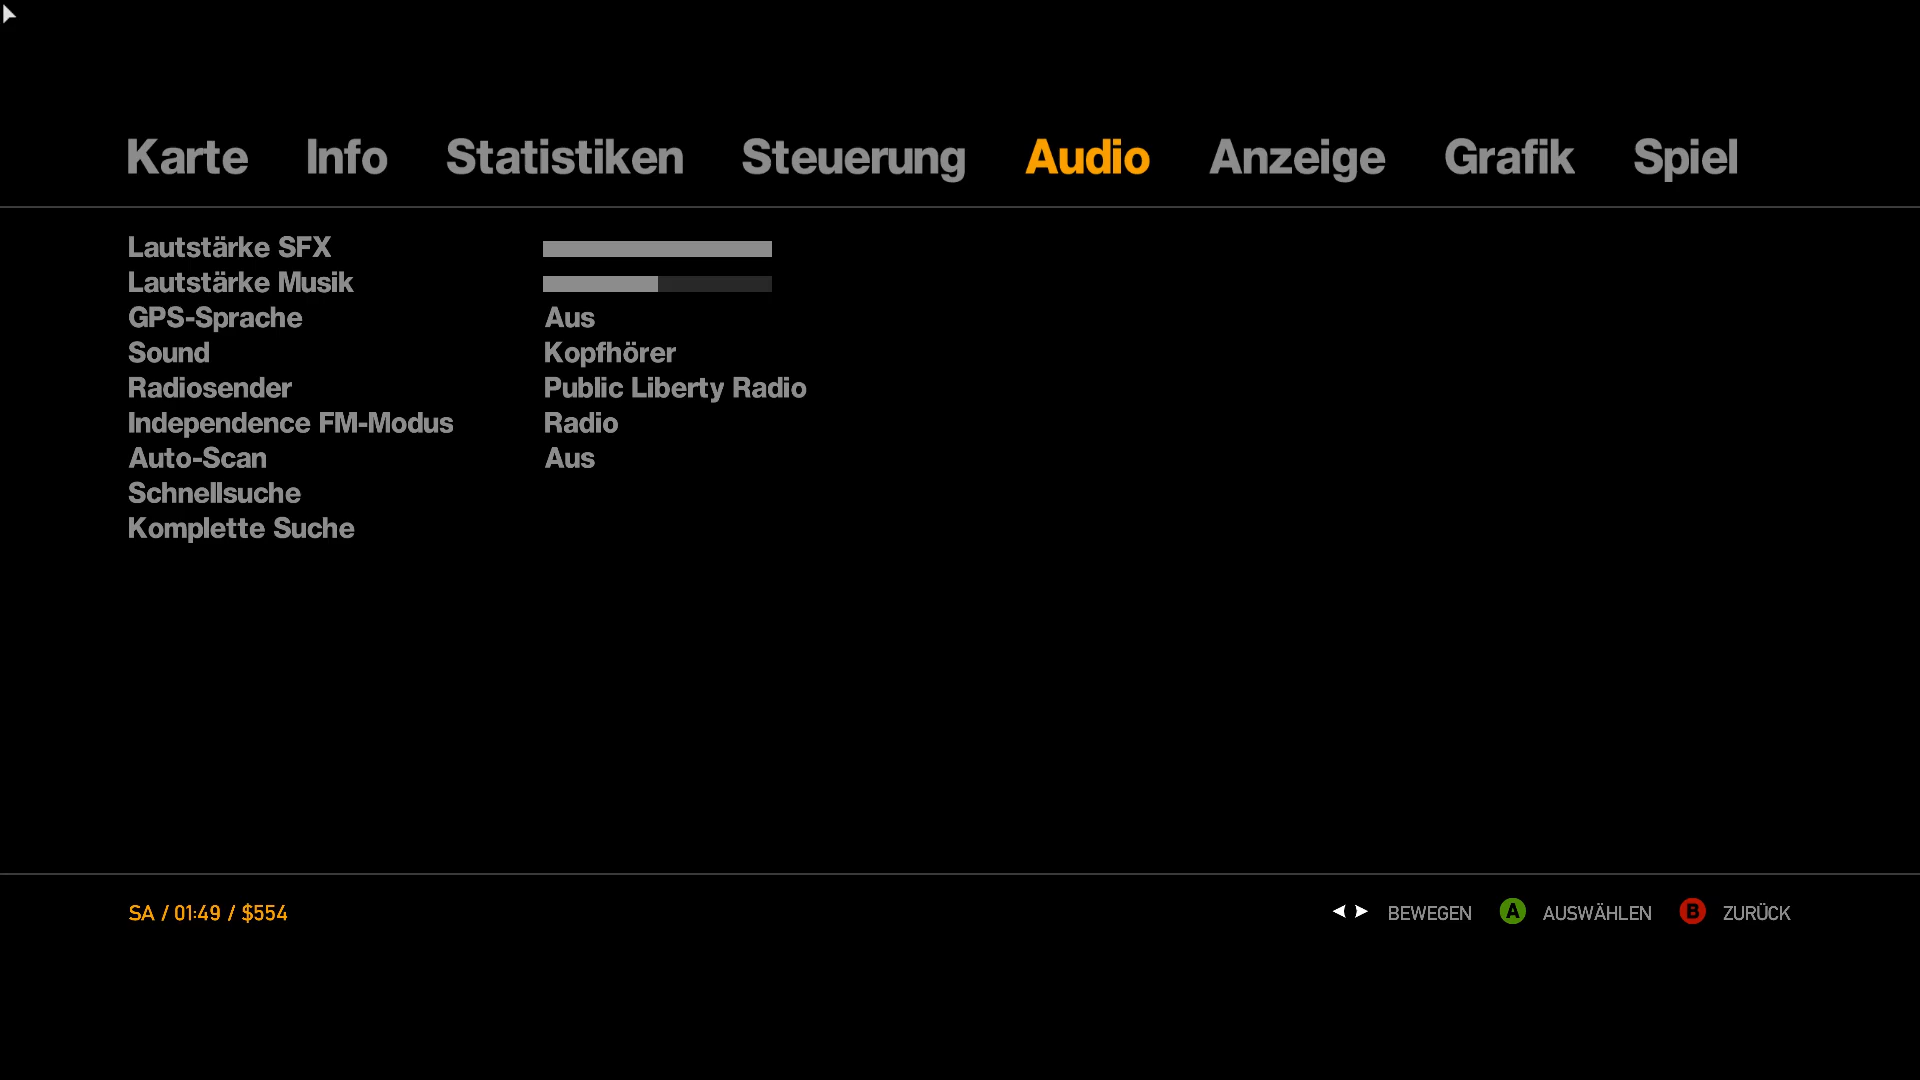 Karte Info Statistiken Steuerung Audio Anzeige Grafik Spiel
Lautstärke SFX
Lautstärke Musik
GPS-Sprache Aus
Sound Kopfhörer
Radiosender Public Liberty Radio
Independence FM-Modus Radio
Auto-Scan Aus
Schnellsuche
Komplette Suche
SA / 01:49 / $554 BEWEGEN A AUSWÄHLEN B ZURÜCK